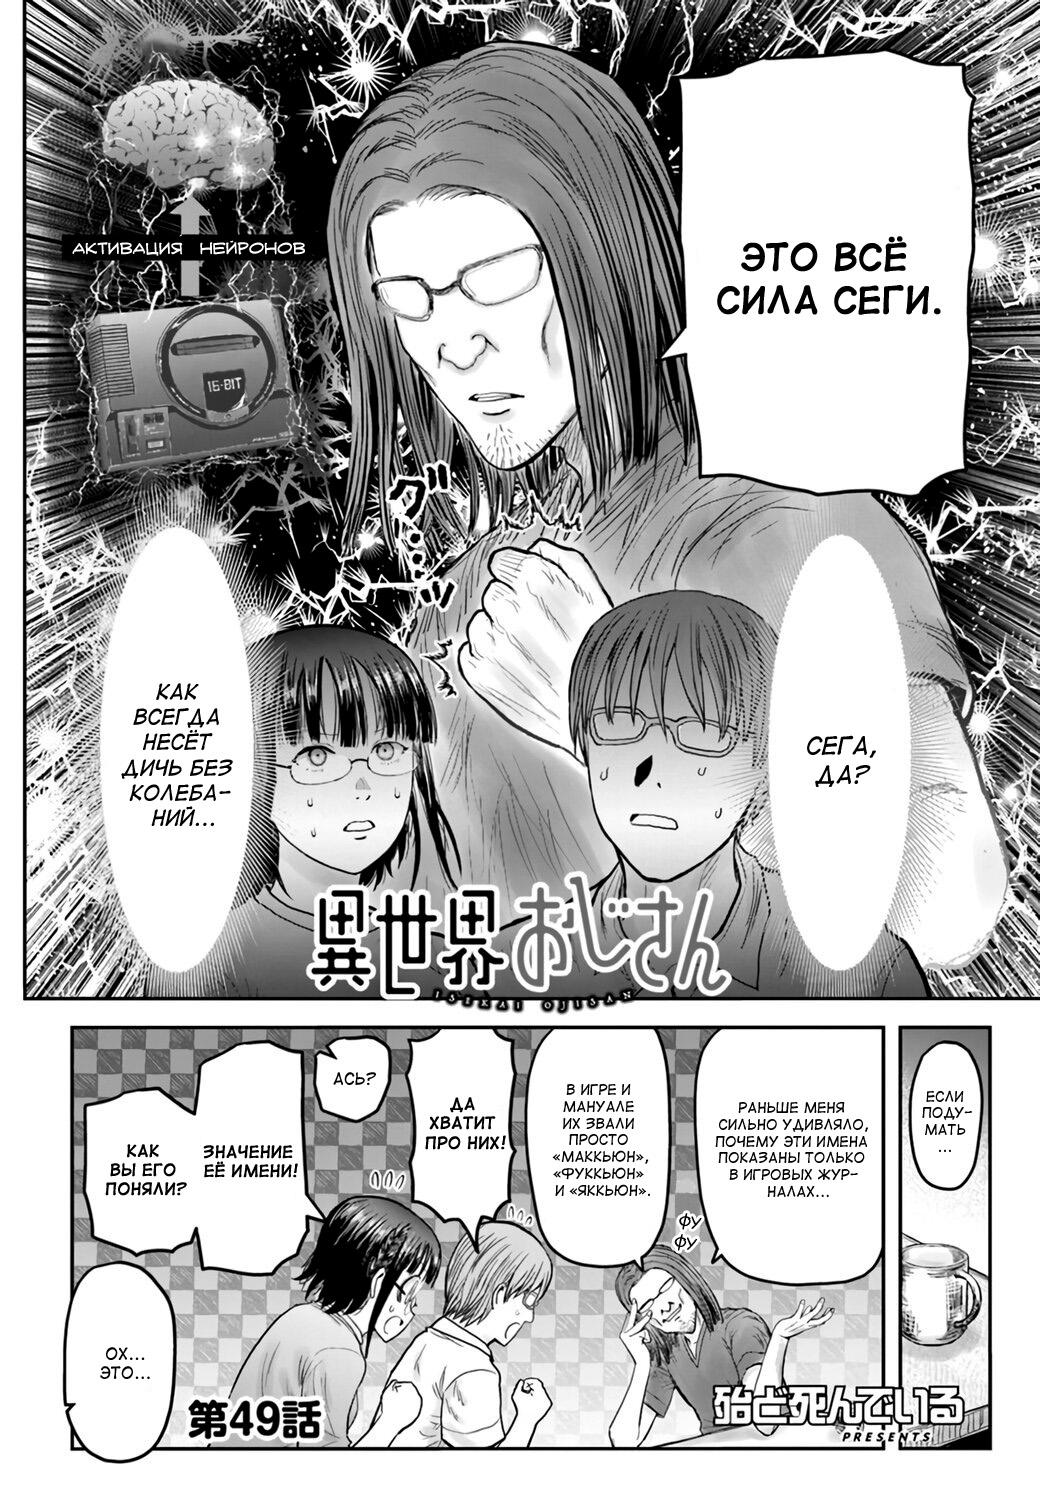 ЭТО ВСЁ
СИЛА СЕГИ.
АКТИВАЦИЯ НЕЙРОНОВ
16-BIT
グ…ッ
СЕГА,
ДА?
КАК
ВСЕГДА
НЕСЁТ
ДИЧЬ БЕЗ
КОЛЕБА-
НИЙ...
異世界おじさん
ISEKAI OJISAN
ЕСЛИ
ПОДУ-
МАТЬ
...
РАНЬШЕ МЕНЯ
СИЛЬНО УДИВЛЯЛО,
ПОЧЕМУ ЭТИ ИМЕНА
ПОКАЗАНЫ ТОЛЬКО
В ИГРОВЫХ ЖУР-
НАЛАХ...
В ИГРЕ И
МАНУАЛЕ
ИХ ЗВАЛИ
ПРОСТО
«МАККЬЮН»,
«ФУККЬЮН»
И «ЯККЬЮН».
ФУ
ФУ
ДА
ХВАТИТ
ПРО НИХ!
АСЬ?
ЗНАЧЕНИЕ
ЕЁ ИМЕНИ!
КАК
ВЫ ЕГО
ПОНЯЛИ?
ОХ...
ЭТО...
第49話
殆ど死んでいる
PRESENTS